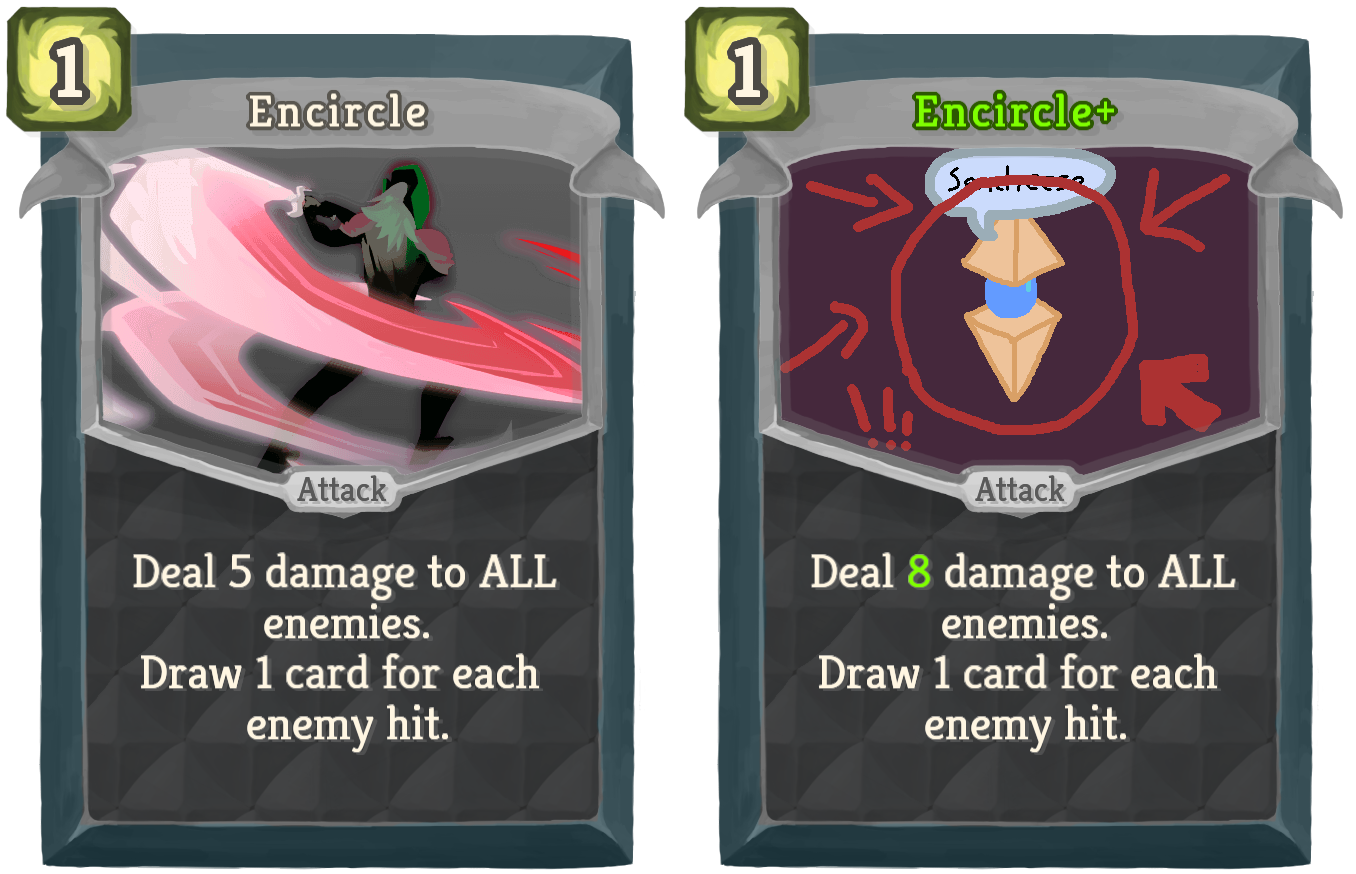 1
Encircle
Attack
Deal 5 damage to ALL
enemies.
Draw 1 card for each
enemy hit.
1
Encircle+
!!!
Attack
Deal 8 damage to ALL
enemies.
Draw 1 card for each
enemy hit.